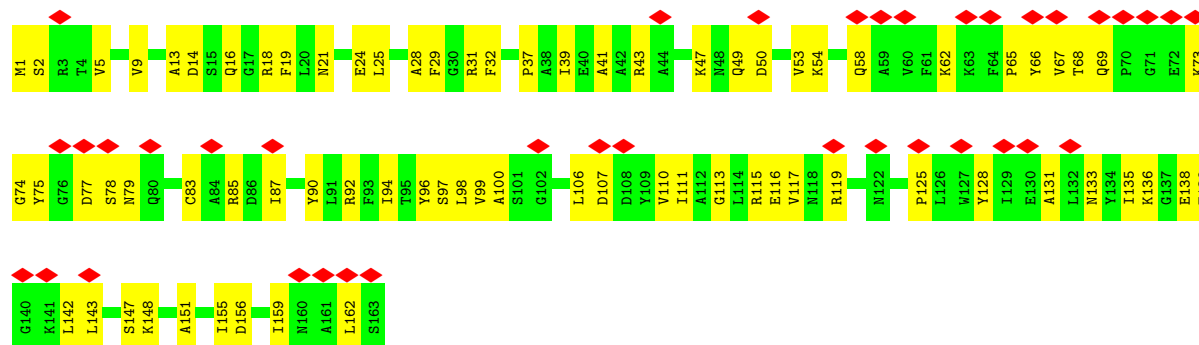 M1 S2 R3 T4 V5 V9 A13 D14 S15 Q16 G17 R18 F19 L20 N21 E24 L25 A28 F29 G30 R31 F32 P37 A38 I39 E40 A41 A42 R43 A44 K47 N48 Q49 D50 V53 K54 Q58 A59 V60 F61 K62 K63 F64 P65 Y66 V67 T68 Q69 P70 G71 E72 K73
G74 Y75 G76 D77 S78 N79 Q80 C83 A84 R85 D86 I87 Y90 L91 R92 F93 I94 T95 Y96 S97 L98 V99 A100 S101 G102 L106 D107 D108 Y109 V110 I111 A112 G113 L114 R115 E116 V117 N118 R119 N122 P125 L126 W127 Y128 I129 E130 A131 L132 N133 Y134 I135 K136 G137 E138
G140 K141 L142 L143 S147 K148 A151 I155 D156 I159 N160 A161 L162 S163